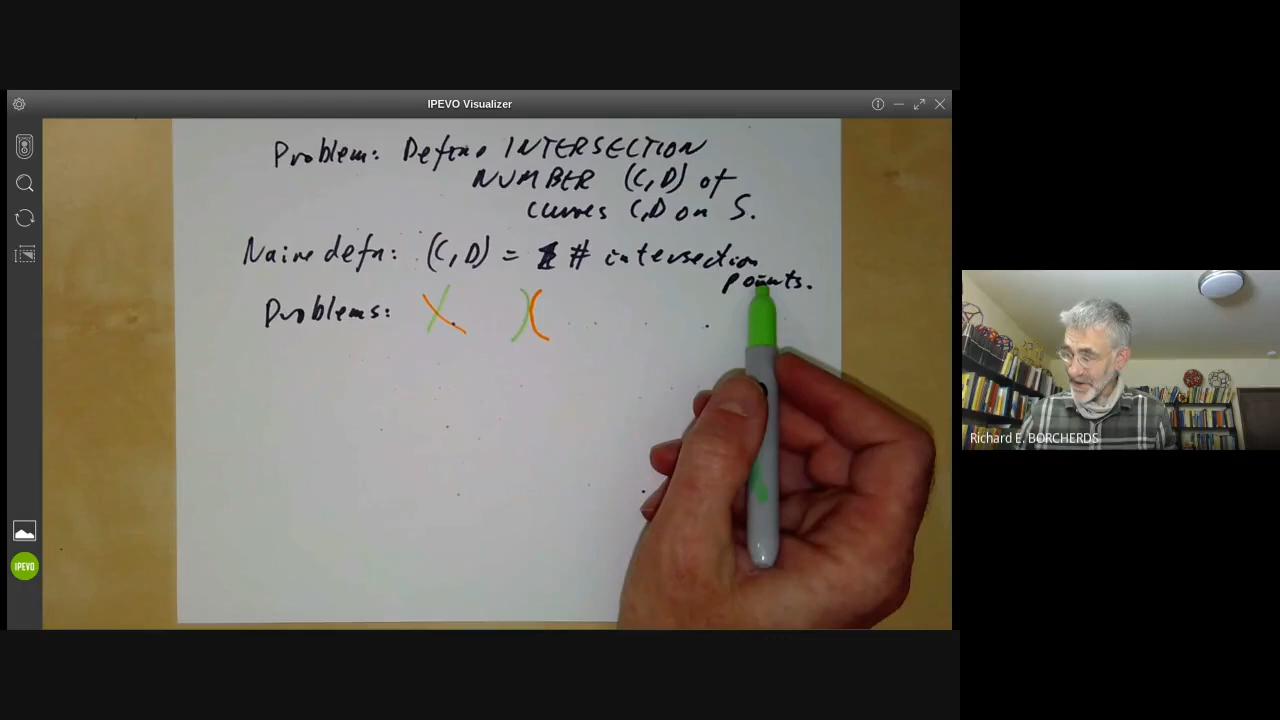 IPEVO Visualizer
Problem: Define INTERSECTION
NUMBER (C,D) of
curves C,D on S.
Naive defn: (C,D) = # intersection
points.
Problems:
Richard E. BORCHERDS
IPEVO